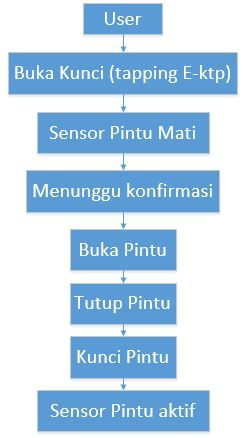 User
Buka Kunci (tapping E-ktp)
Sensor Pintu Mati
Menunggu konfirmasi
Buka Pintu
Tutup Pintu
Kunci Pintu
Sensor Pintu aktif